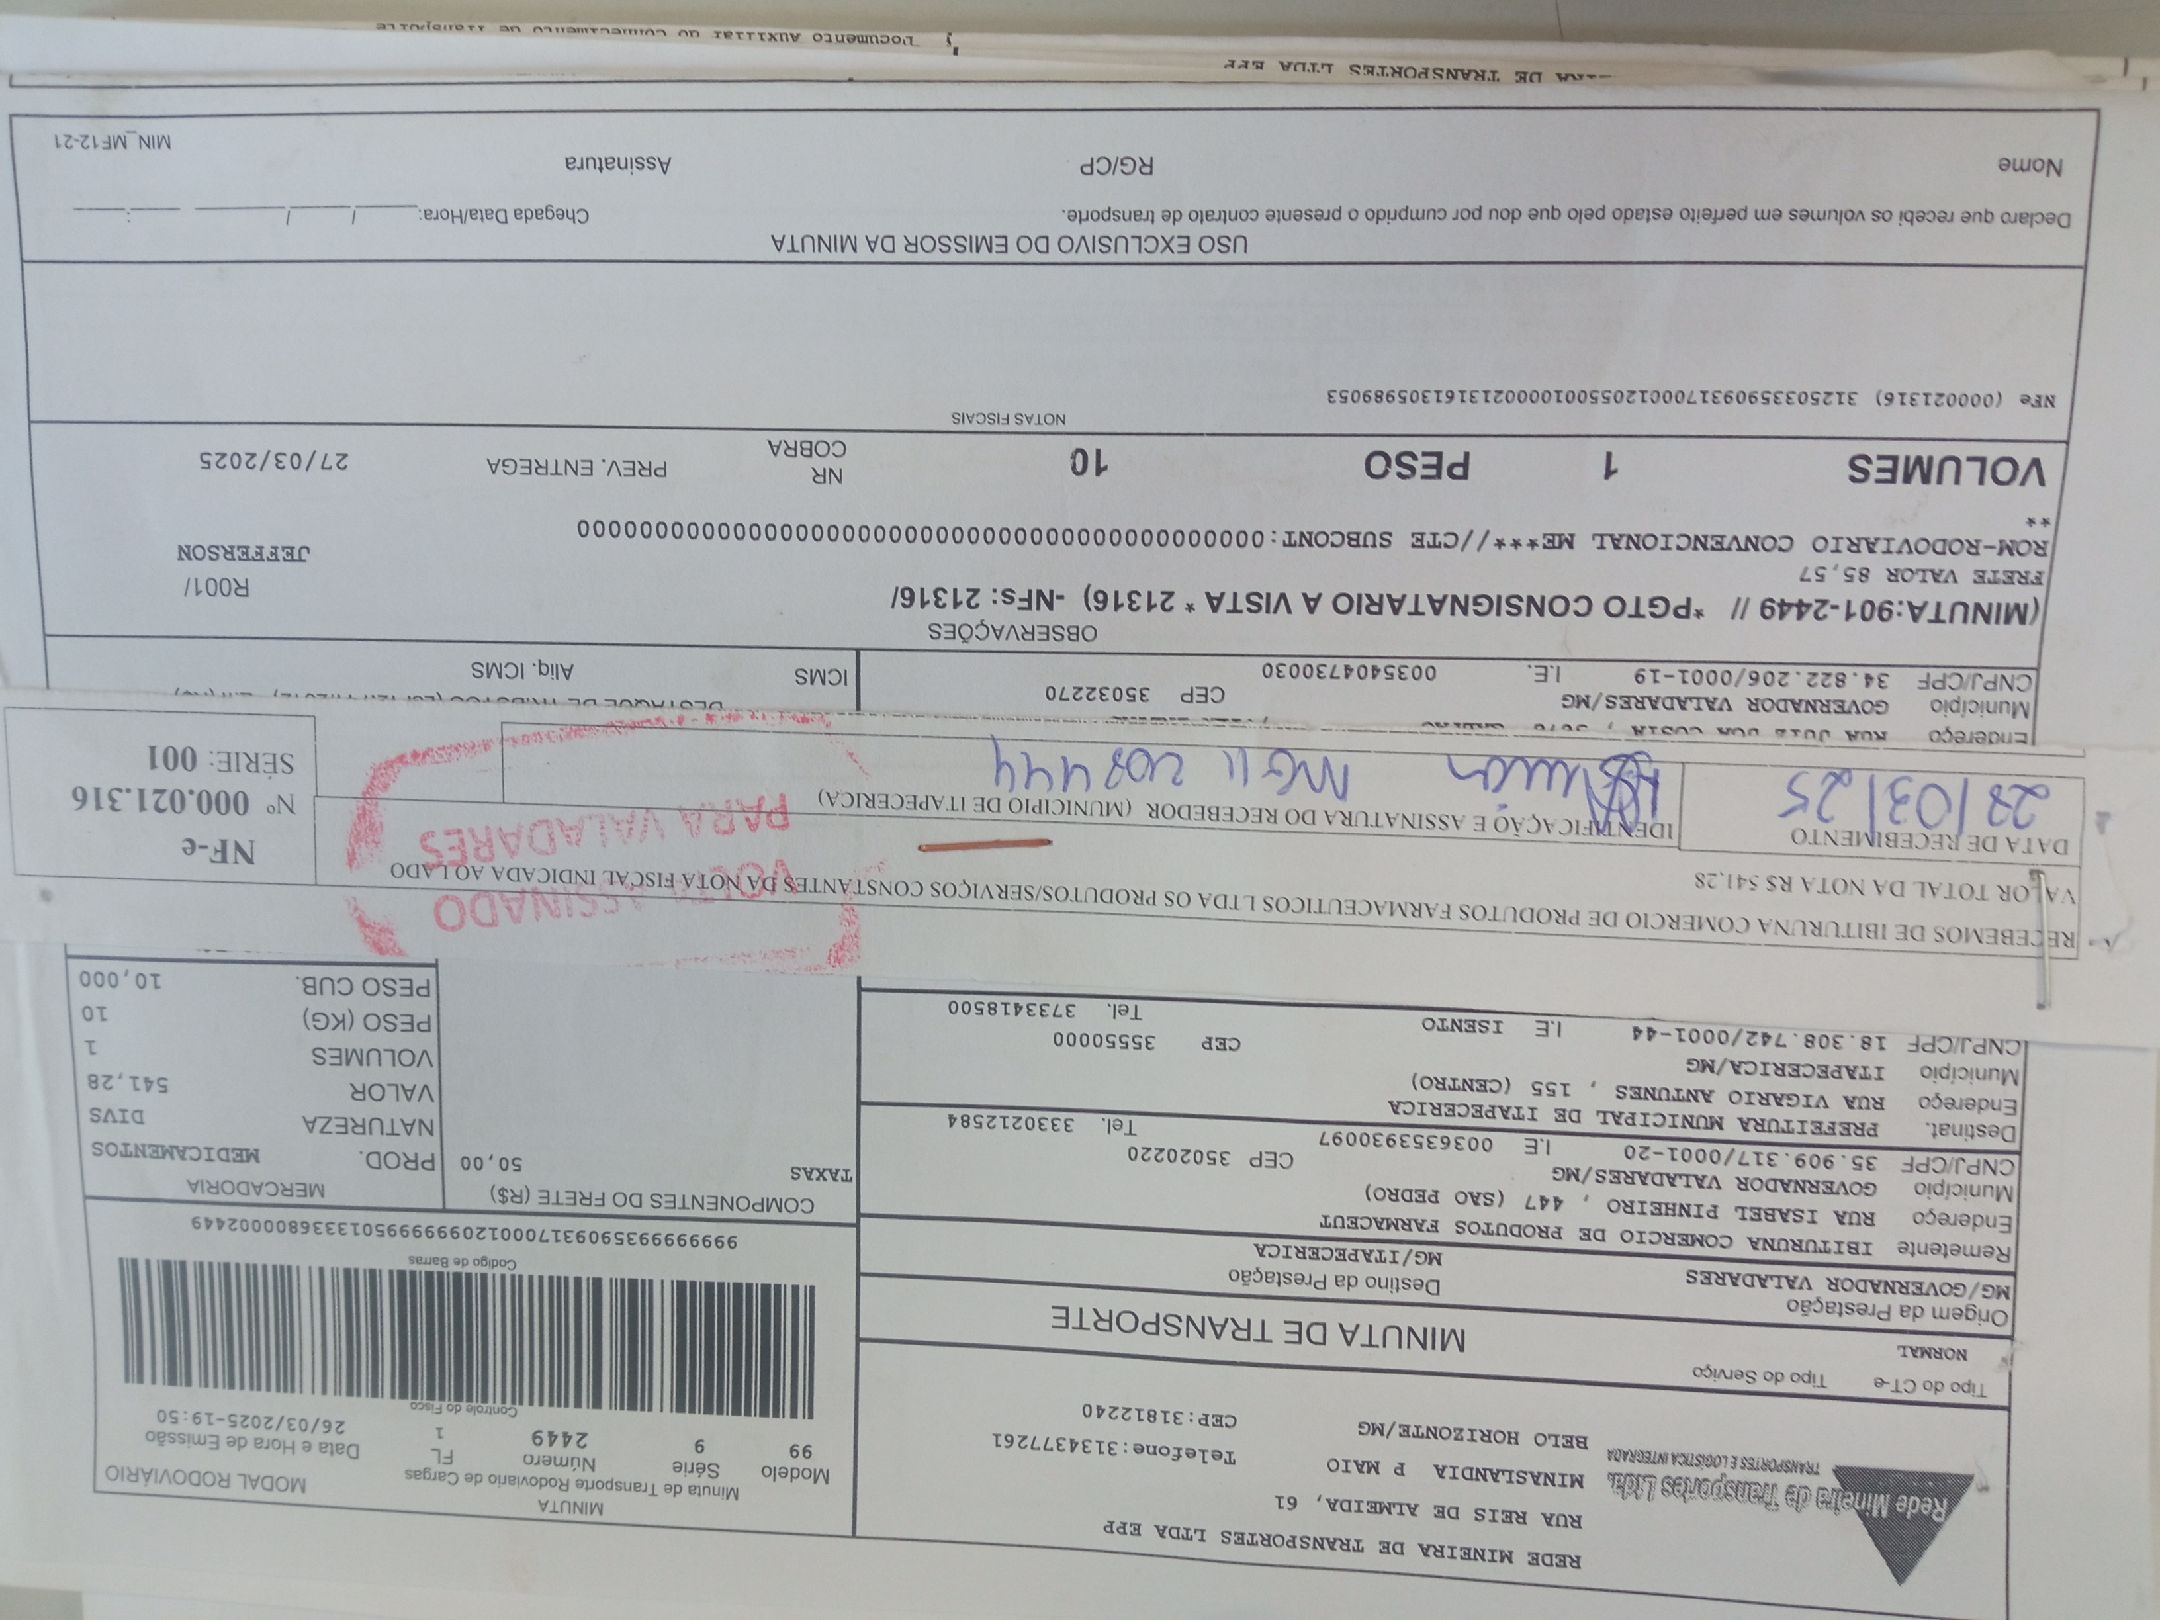 REDE MINEIRA DE TRANSPORTES LTDA EPP
RUA REIS DE ALMEIDA, 61
MINASLANDIA P MAIO Telefone:3134377261
BELO HORIZONTE/MG CEP:31812240
Rede Mineira de Transportes Ltda.
TRANSPORTES E LOGÍSTICA INTEGRADA
MINUTA
Minuta de Transporte Rodoviario de Cargas
MODAL RODOVIÁRIO
Modelo Série Número FL Data e Hora de Emissão
99 9 2449 1 26/03/2025-19:50
Controle do Fisco
Tipo do CT-e Tipo do Serviço
NORMAL
MINUTA DE TRANSPORTE
Codigo de Barras
Origem da Prestação Destino da Prestação
MG/GOVERNADOR VALADARES MG/ITAPECERICA
Remetente IBITURUNA COMERCIO DE PRODUTOS FARMACEUT
Endereço RUA ISABEL PINHEIRO , 447 (SAO PEDRO)
Município GOVERNADOR VALADARES/MG CEP 35020220
CNPJ/CPF 35.909.317/0001-20 I.E 0036353930097 Tel. 3330212584
Destinat. PREFEITURA MUNICIPAL DE ITAPECERICA
Endereço RUA VIGARIO ANTUNES , 155 (CENTRO)
Município ITAPECERICA/MG CEP 35550000
CNPJ/CPF 18.308.742/0001-44 I.E ISENTO Tel. 3733418500
COMPONENTES DO FRETE (R$)
TAXAS 50,00
MERCADORIA
PROD. MEDICAMENTOS
NATUREZA DIVS
VALOR 541,28
VOLUMES 1
PESO (KG) 10
PESO CUB. 10,000
RECEBEMOS DE IBITURUNA COMERCIO DE PRODUTOS FARMACEUTICOS LTDA OS PRODUTOS/SERVIÇOS CONSTANTES DA NOTA FISCAL INDICADA AO LADO
VALOR TOTAL DA NOTA R$ 541,28
VOLTA ASSINADO
PARA VALADARES
DATA DE RECEBIMENTO
28/03/25
IDENTIFICAÇÃO E ASSINATURA DO RECEBEDOR (MUNICIPIO DE ITAPECERICA)
MG 11 208 444
NF-e
Nº 000.021.316
SÉRIE: 001
Endereço RUA
Município GOVERNADOR VALADARES/MG CEP 35032270
CNPJ/CPF 34.822.206/0001-19 I.E. 0035404730030
ICMS Aliq. ICMS
OBSERVAÇÕES
(MINUTA:901-2449 // *PGTO CONSIGNATARIO A VISTA * 21316) -NFs: 21316/
FRETE VALOR 85,57
ROM-RODOVIARIO CONVENCIONAL ME***//CTE SUBCONT:00000000000000000000000000000000000000000000
**
R001/
JEFFERSON
VOLUMES 1 PESO 10 NR COBRA PREV. ENTREGA 27/03/2025
NOTAS FISCAIS
NFe (000021316) 31250335909317000120550010000213161305989053
USO EXCLUSIVO DO EMISSOR DA MINUTA
Declaro que recebi os volumes em perfeito estado pelo que dou por cumprido o presente contrato de transporte. Chegada Data/Hora:____/____/____ ____:____
Nome RG/CP Assinatura
MIN_MF12-21
DE TRANSPORTES LTDA EPP
Documento Auxiliar do Conhecimento de Transporte